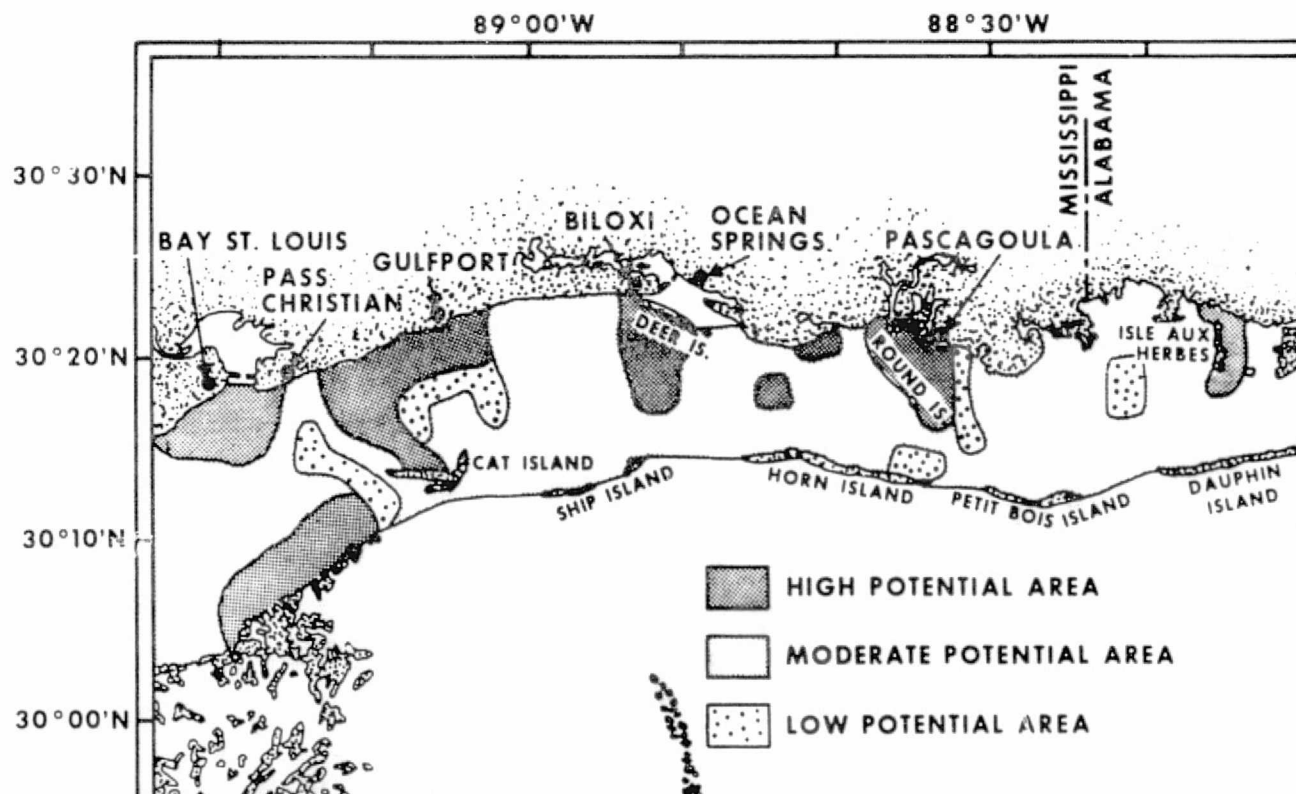 89°00'W
88°30'W
MISSISSIPPI
ALABAMA
30°30'N
BAY ST. LOUIS
PASS
CHRISTIAN
GULFPORT
BILOXI
OCEAN
SPRINGS
PASCAGOULA
30°20'N
DEER IS.
ROUND IS.
ISLE AUX
HERBES
CAT ISLAND
SHIP ISLAND
HORN ISLAND
PETIT BOIS ISLAND
DAUPHIN
ISLAND
30°10'N
HIGH POTENTIAL AREA
MODERATE POTENTIAL AREA
30°00'N
LOW POTENTIAL AREA